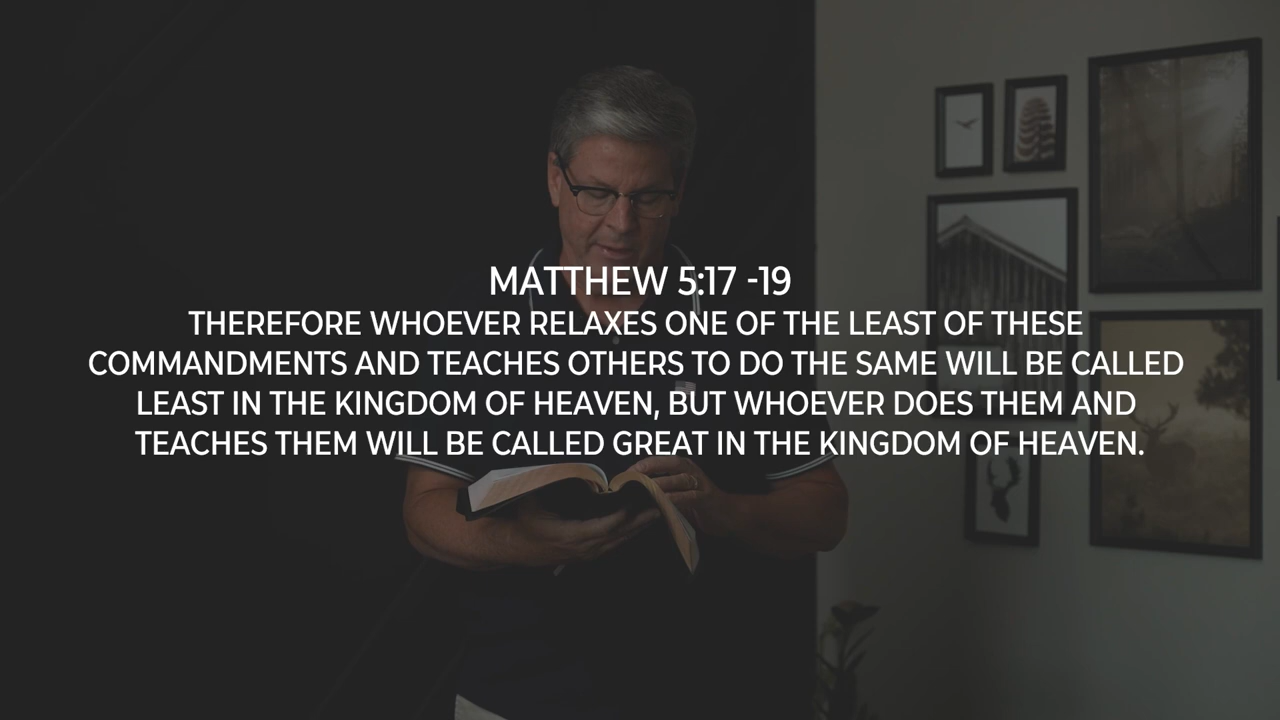 MATTHEW 5:17 -19
THEREFORE WHOEVER RELAXES ONE OF THE LEAST OF THESE
COMMANDMENTS AND TEACHES OTHERS TO DO THE SAME WILL BE CALLED
LEAST IN THE KINGDOM OF HEAVEN, BUT WHOEVER DOES THEM AND
TEACHES THEM WILL BE CALLED GREAT IN THE KINGDOM OF HEAVEN.